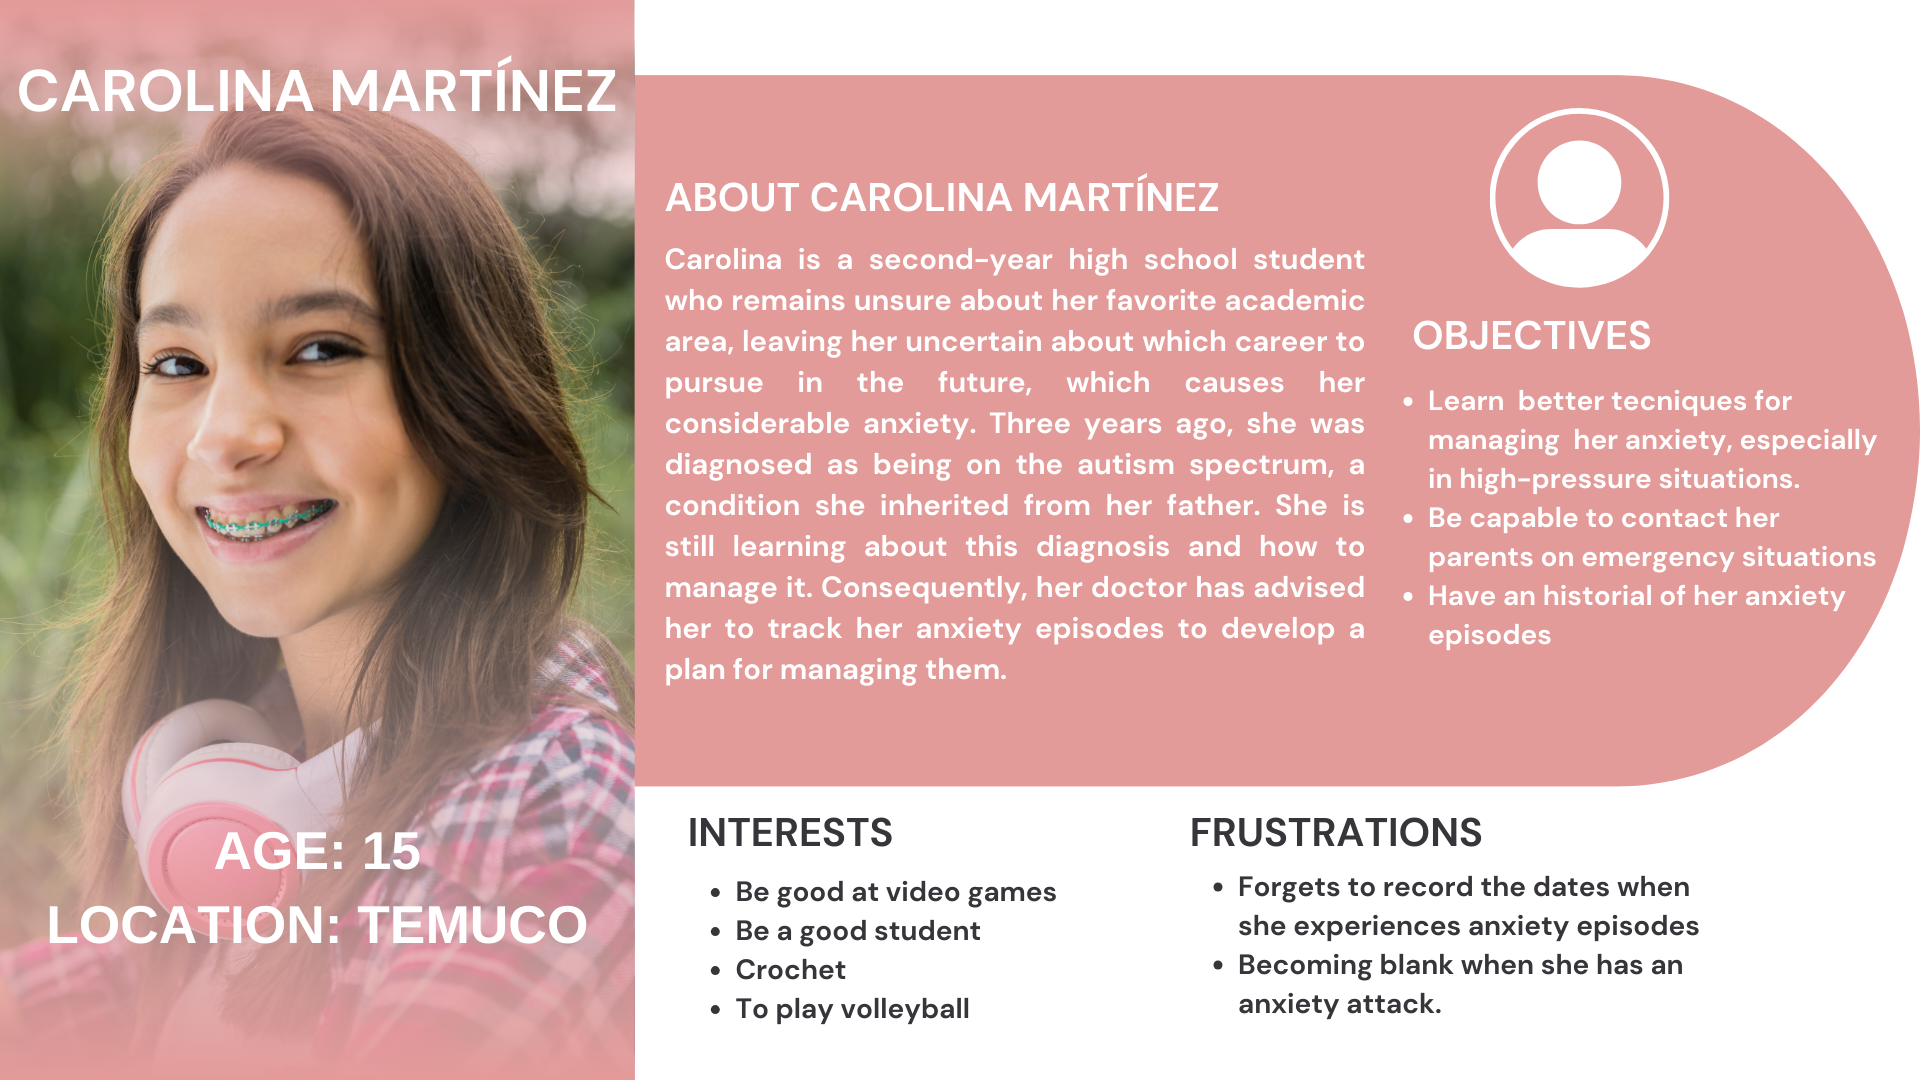 CAROLINA MARTÍNEZ
AGE: 15
LOCATION: TEMUCO
ABOUT CAROLINA MARTÍNEZ
Carolina is a second-year high school student
who remains unsure about her favorite academic
area, leaving her uncertain about which career to
pursue in the future, which causes her
considerable anxiety. Three years ago, she was
diagnosed as being on the autism spectrum, a
condition she inherited from her father. She is
still learning about this diagnosis and how to
manage it. Consequently, her doctor has advised
her to track her anxiety episodes to develop a
plan for managing them.
OBJECTIVES
• Learn better tecniques for
managing her anxiety, especially
in high-pressure situations.
• Be capable to contact her
parents on emergency situations
• Have an historial of her anxiety
episodes
INTERESTS
• Be good at video games
• Be a good student
• Crochet
• To play volleyball
FRUSTRATIONS
• Forgets to record the dates when
she experiences anxiety episodes
• Becoming blank when she has an
anxiety attack.